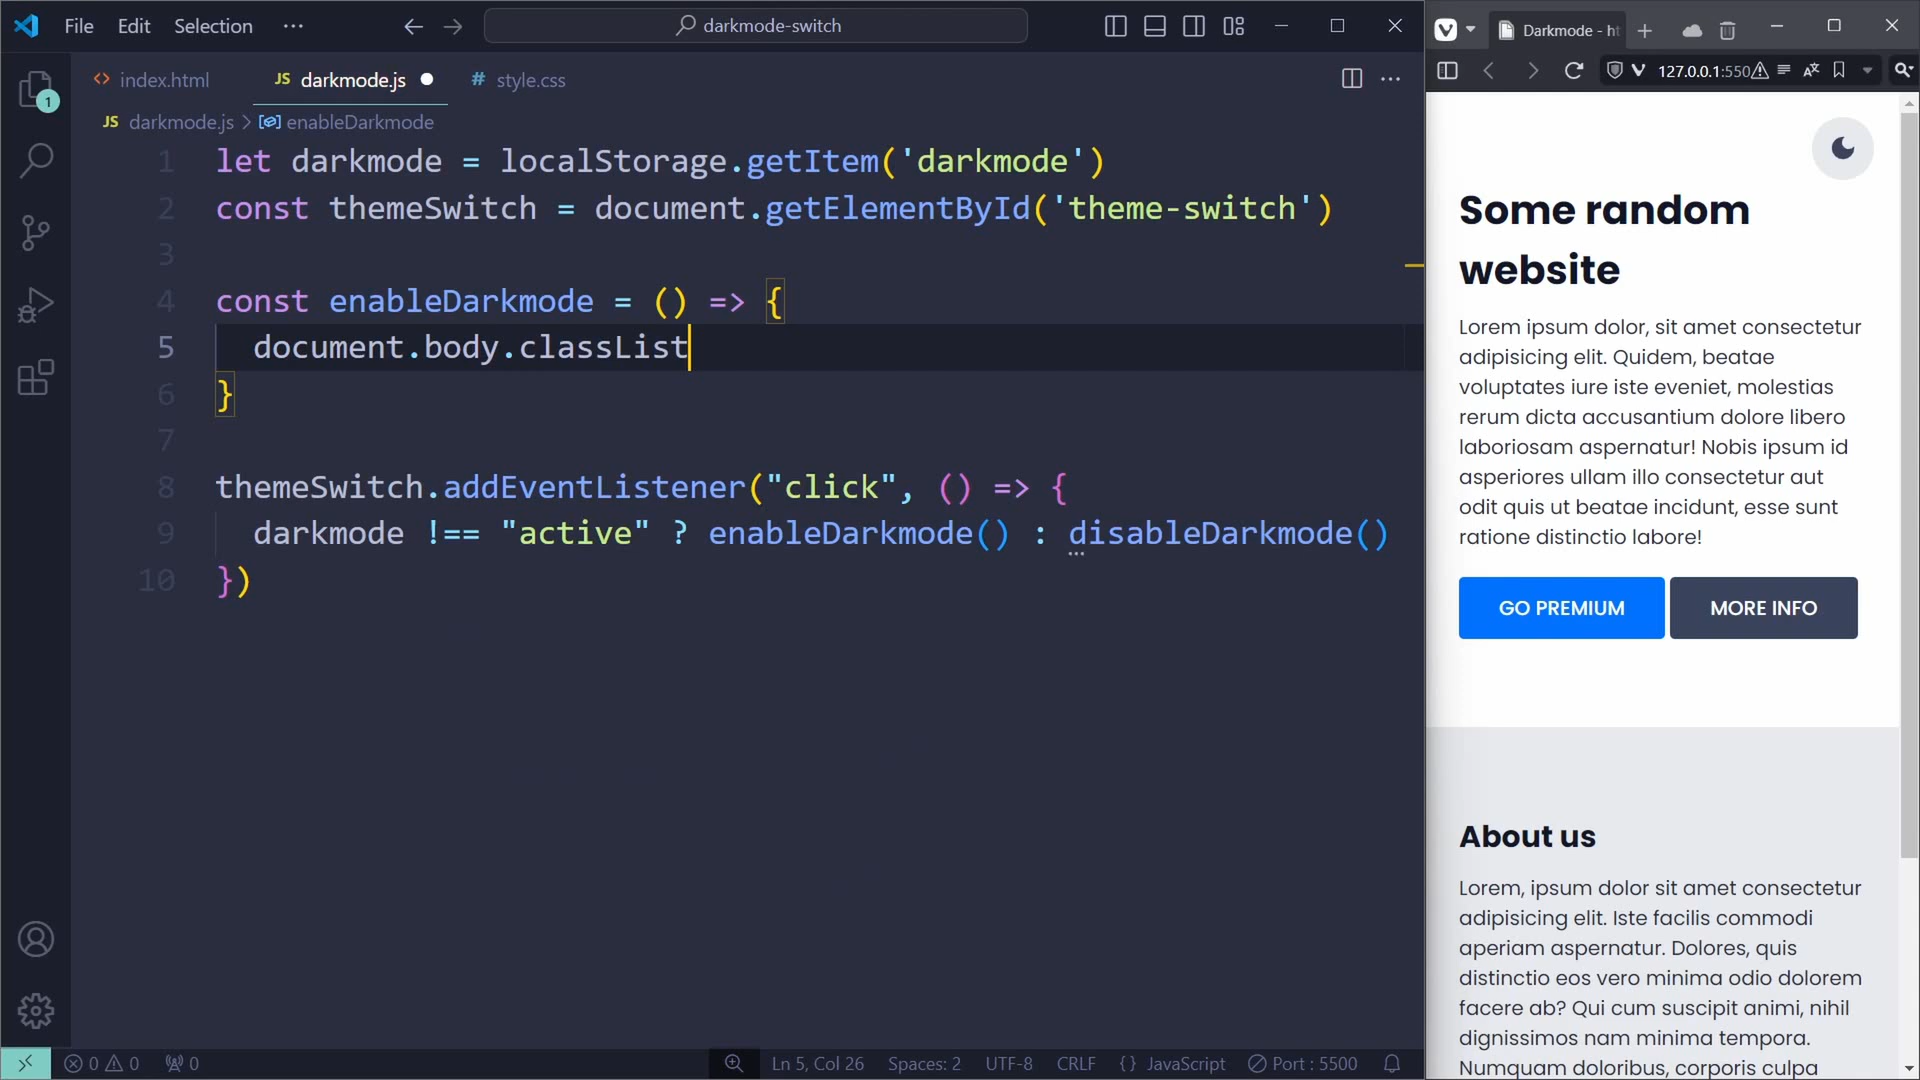 File Edit Selection ··· darkmode-switch
index.html JS darkmode.js # style.css ···
JS darkmode.js > enableDarkmode
1 let darkmode = localStorage.getItem('darkmode')
2 const themeSwitch = document.getElementById('theme-switch')
3
4 const enableDarkmode = () => {
5 document.body.classList
6 }
7
8 themeSwitch.addEventListener("click", () => {
9 darkmode !== "active" ? enableDarkmode() : disableDarkmode()
10 })
1
0 0 0
Ln 5, Col 26 Spaces: 2 UTF-8 CRLF {} JavaScript Port : 5500
Darkmode - ht
127.0.0.1:550
Some random
website
Lorem ipsum dolor, sit amet consectetur
adipisicing elit. Quidem, beatae
voluptates iure iste eveniet, molestias
rerum dicta accusantium dolore libero
laboriosam aspernatur! Nobis ipsum id
asperiores ullam illo consectetur aut
odit quis ut beatae incidunt, esse sunt
ratione distinctio labore!
GO PREMIUM MORE INFO
About us
Lorem, ipsum dolor sit amet consectetur
adipisicing elit. Iste facilis commodi
aperiam aspernatur. Dolores, quis
distinctio eos vero minima odio dolorem
facere ab? Qui cum suscipit animi, nihil
dignissimos nam minima tempora.
Numquam doloribus, corporis culpa